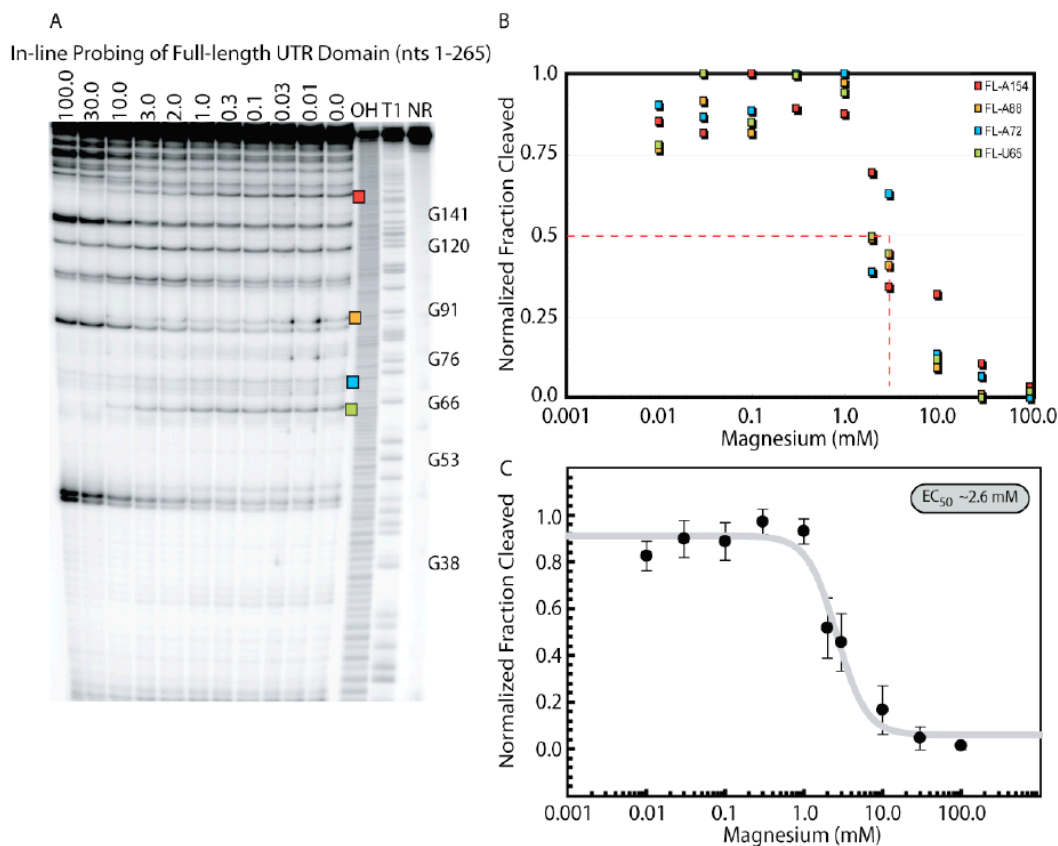 A
In-line Probing of Full-length UTR Domain (nts 1-265)
100.0 30.0 10.0 3.0 2.0 1.0 0.3 0.1 0.03 0.01 0.0 OH T1 NR
G141
G120
G91
G76
G66
G53
G38
B
Normalized Fraction Cleaved
1.0
0.75
0.5
0.25
0.0
FL-A154
FL-A88
FL-A72
FL-U65
0.001 0.01 0.1 1.0 10.0 100.0
Magnesium (mM)
C
EC50 ~2.6 mM
Normalized Fraction Cleaved
1.0
0.8
0.6
0.4
0.2
0.0
0.001 0.01 0.1 1.0 10.0 100.0
Magnesium (mM)